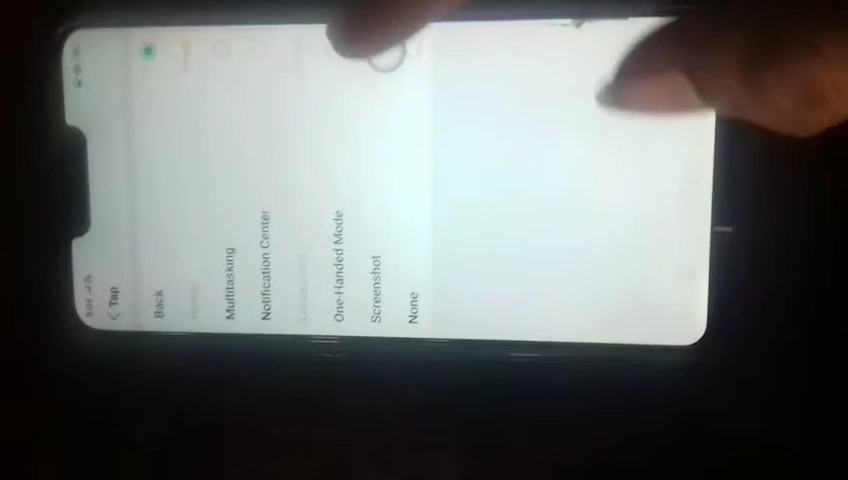 Tap
Back
Multitasking
Notification Center
One-Handed Mode
Screenshot
None